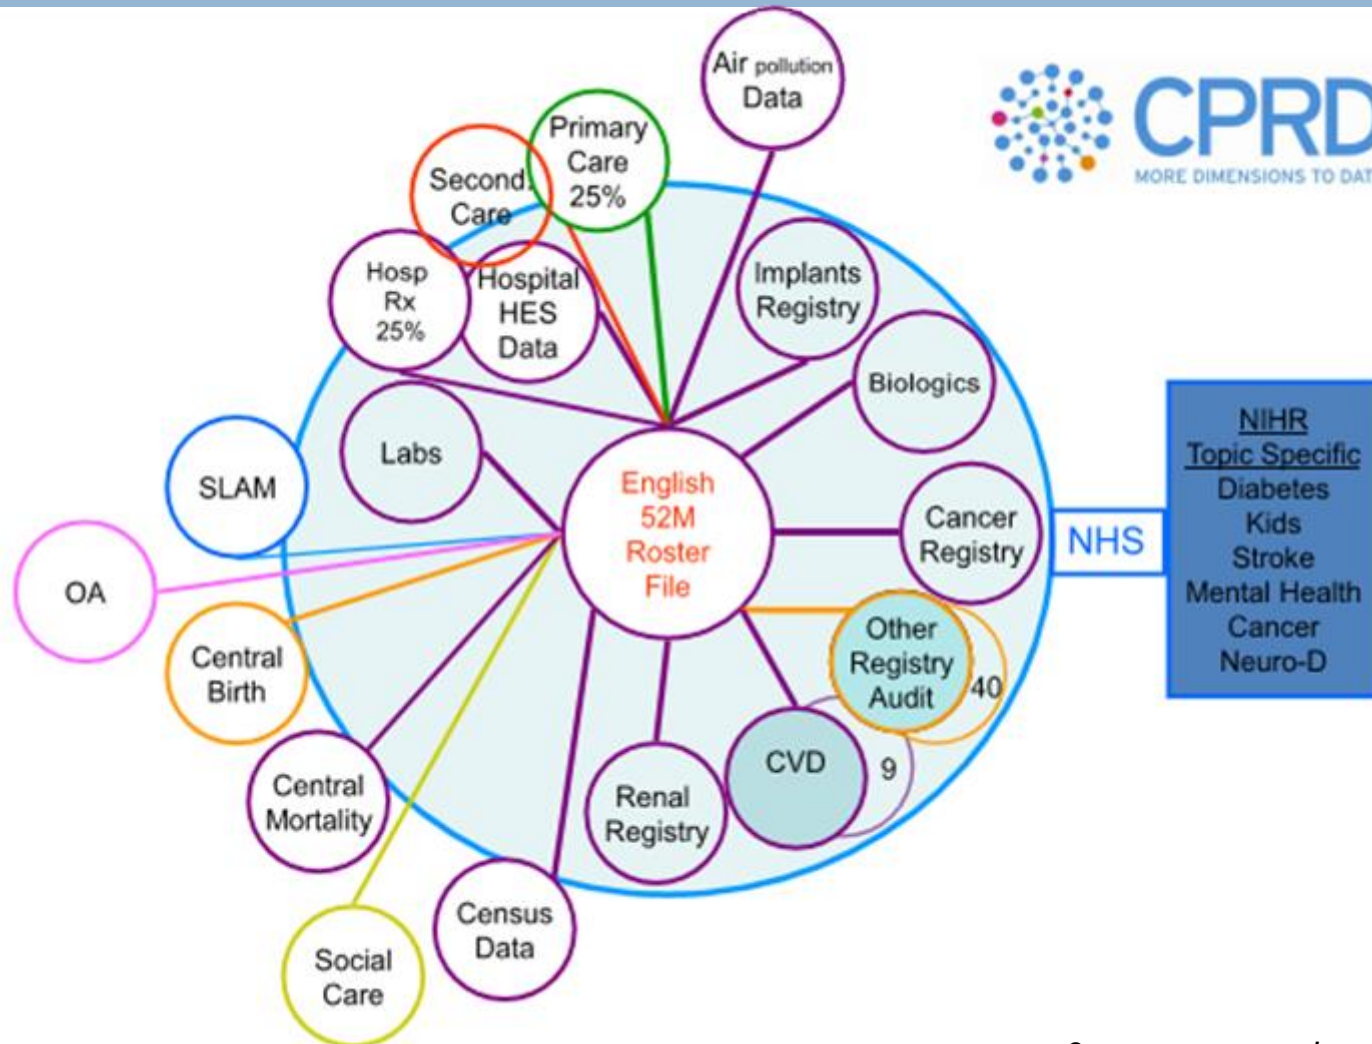 Air pollution
Data
CPRD
MORE DIMENSIONS TO DAT
Primary
Care
25%
Second.
Care
Hosp
Rx
25%
Hospital
HES
Data
Implants
Registry
Biologics
Labs
SLAM
OA
English
52M
Roster
File
Cancer
Registry
NHS
NIHR
Topic Specific
Diabetes
Kids
Stroke
Mental Health
Cancer
Neuro-D
Other
Registry
Audit
40
CVD
9
Central
Birth
Central
Mortality
Renal
Registry
Census
Data
Social
Care